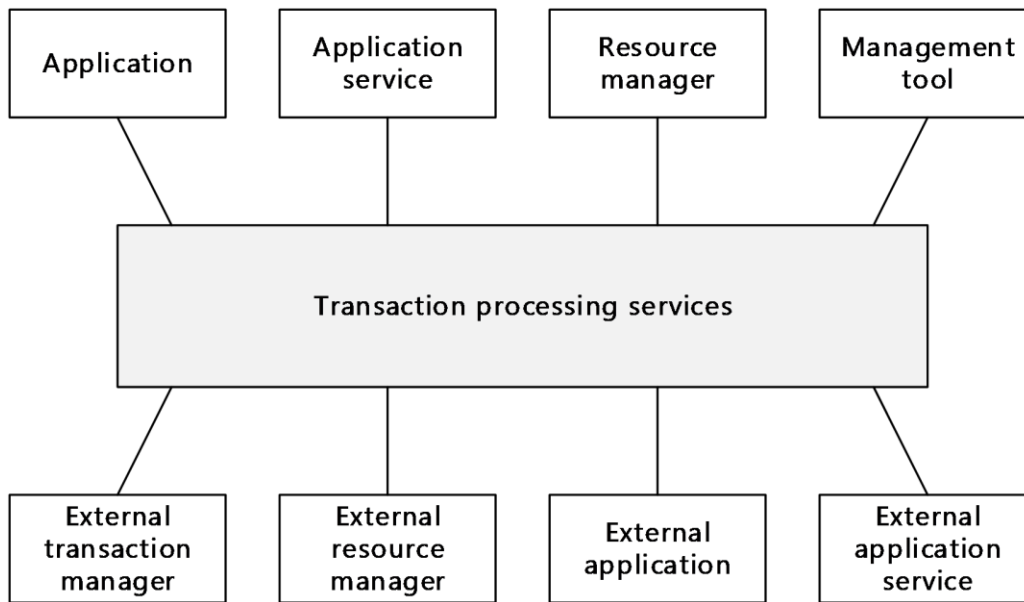 Application
Application
service
Resource
manager
Management
tool
Transaction processing services
External
transaction
manager
External
resource
manager
External
application
External
application
service